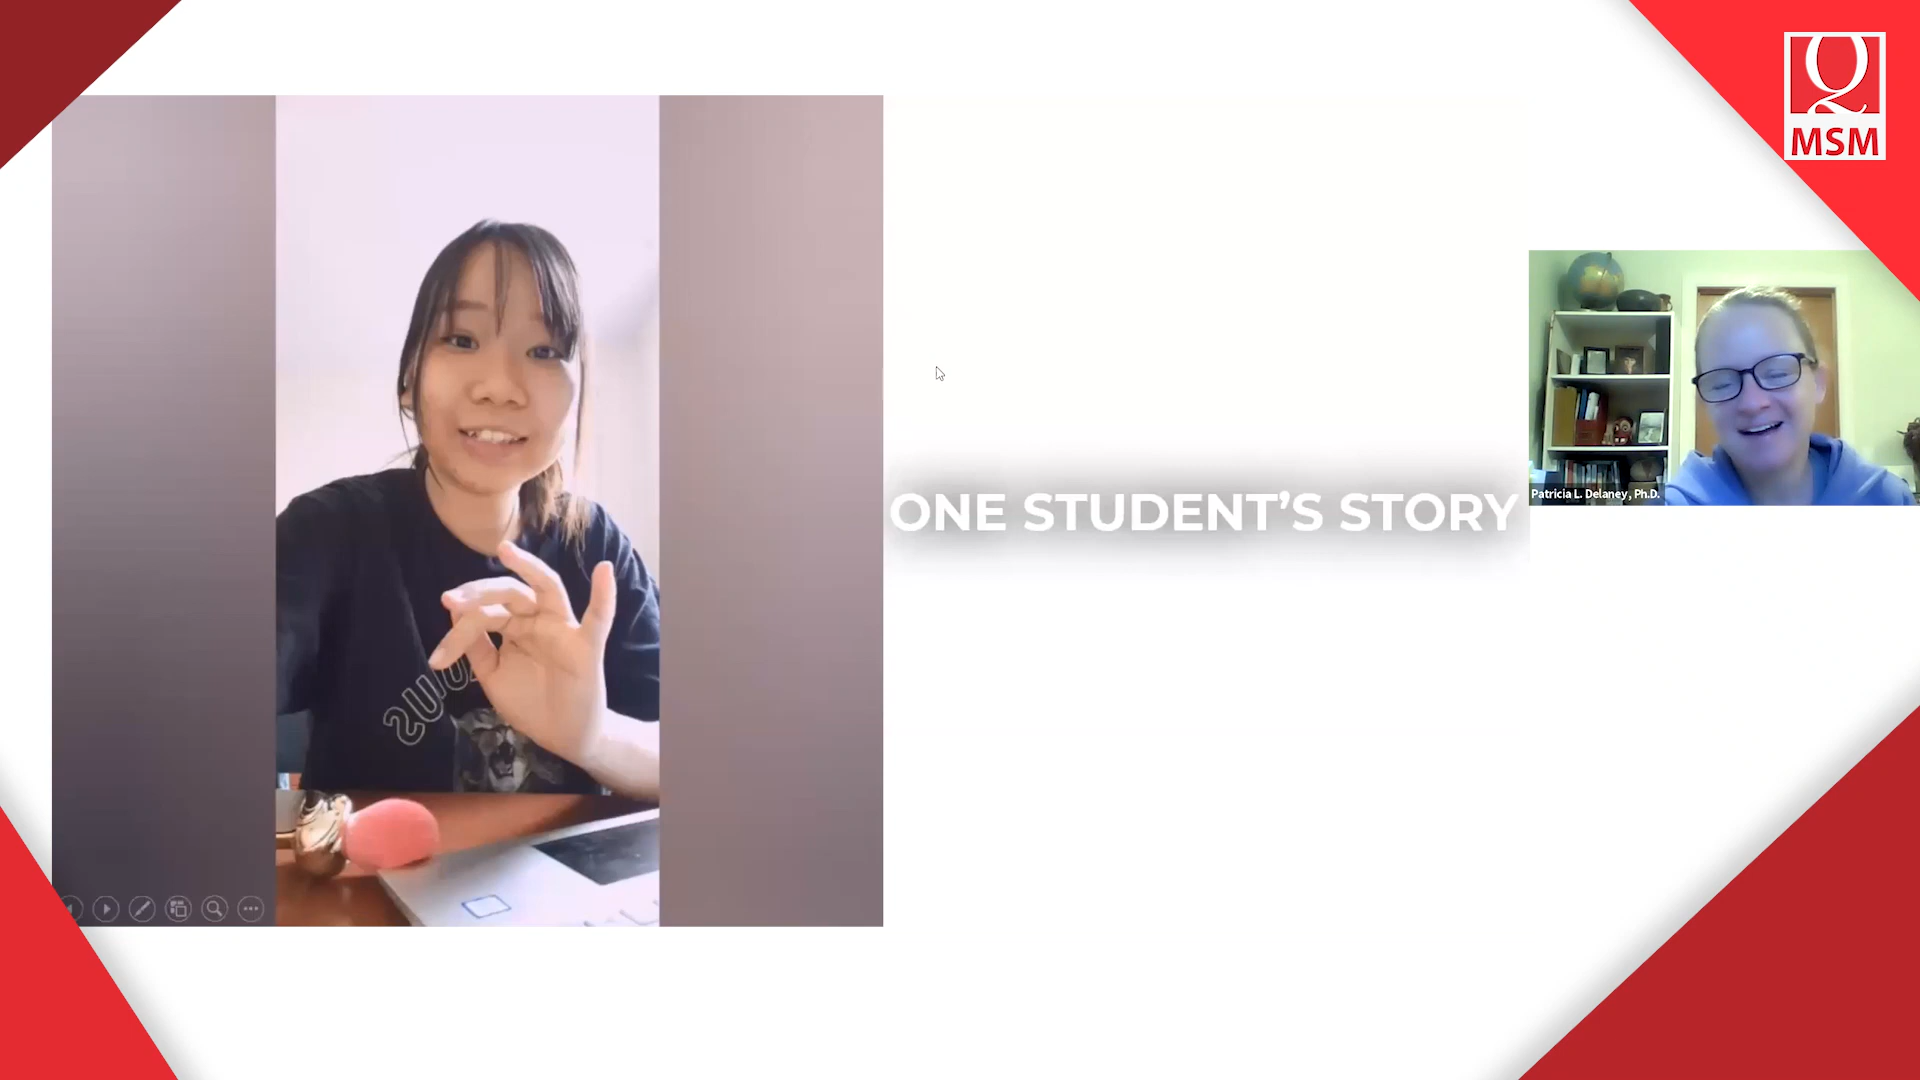 MSM
ONE STUDENT’S STORY
Patricia L. Delaney, Ph.D.